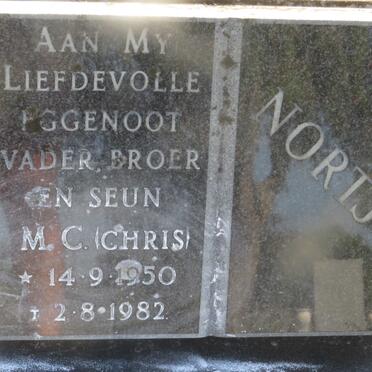 AAN MY
LIEFDEVOLLE
EGGENOOT
VADER, BROER
EN SEUN
M. C. (CHRIS)
★ 14·9·1950
† 2·8·1982
NORTJ